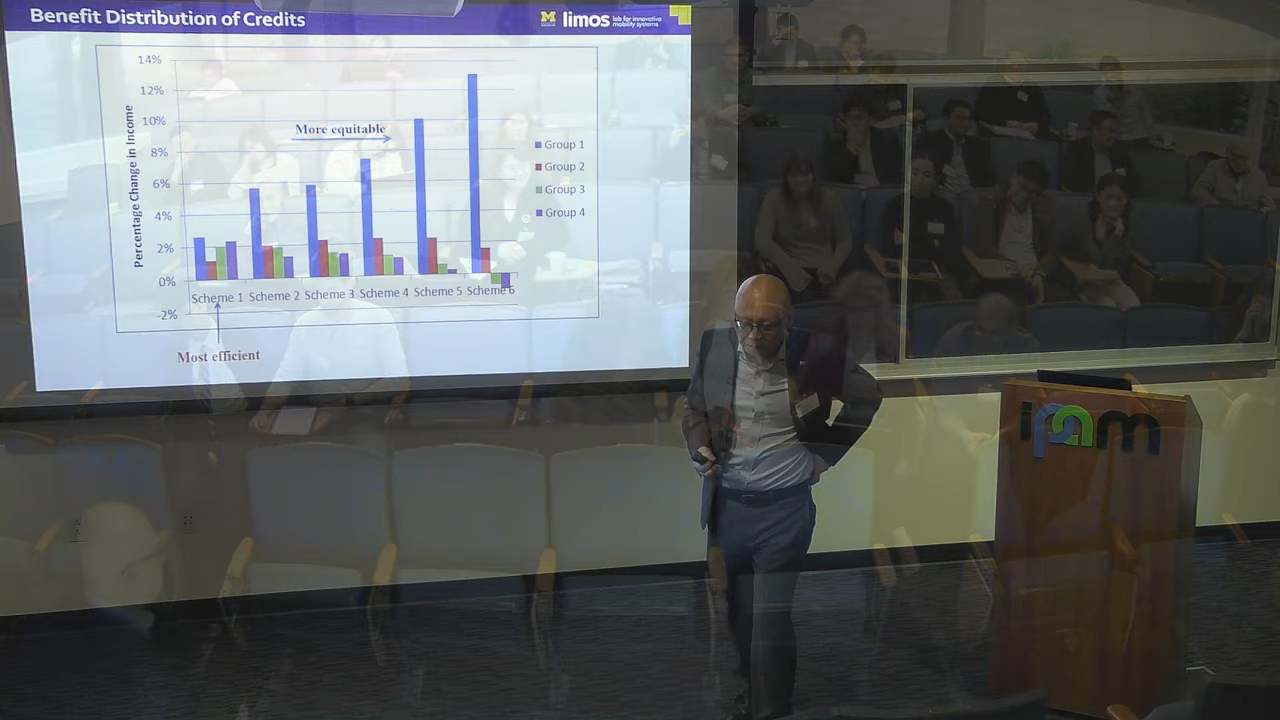 Benefit Distribution of Credits
M
limos lab for innovative
mobility systems
14%
12%
10%
8%
6%
4%
2%
0%
-2%
Percentage Change in Income
More equitable
Group 1
Group 2
Group 3
Group 4
Scheme 1 Scheme 2 Scheme 3 Scheme 4 Scheme 5 Scheme 6
Most efficient
ipam